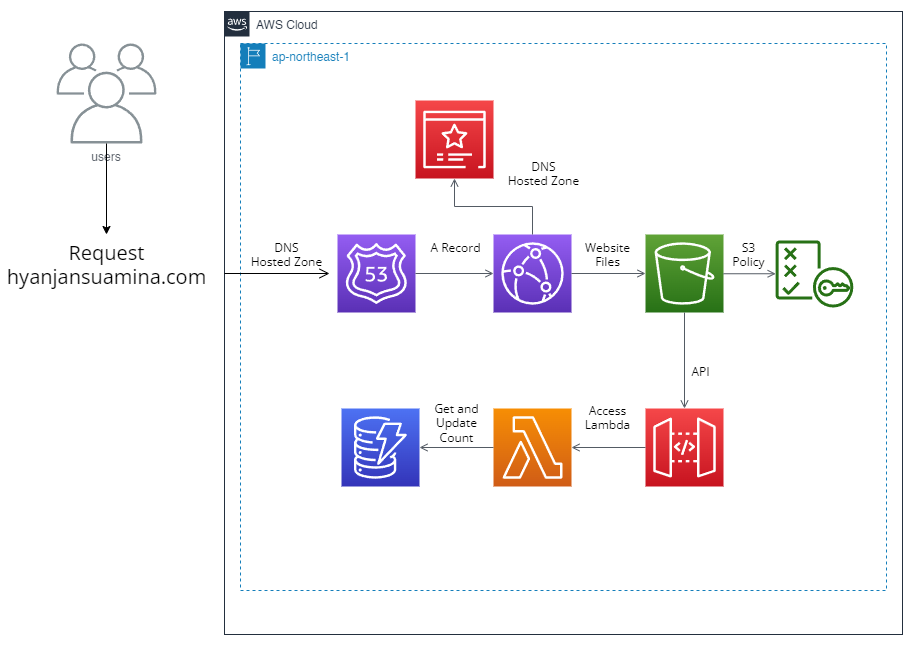 aws
AWS Cloud
ap-northeast-1
users
Request
hyanjansuamina.com
DNS
Hosted Zone
DNS
Hosted Zone
53
A Record
Website
Files
S3
Policy
API
Get and
Update
Count
Access
Lambda
</>